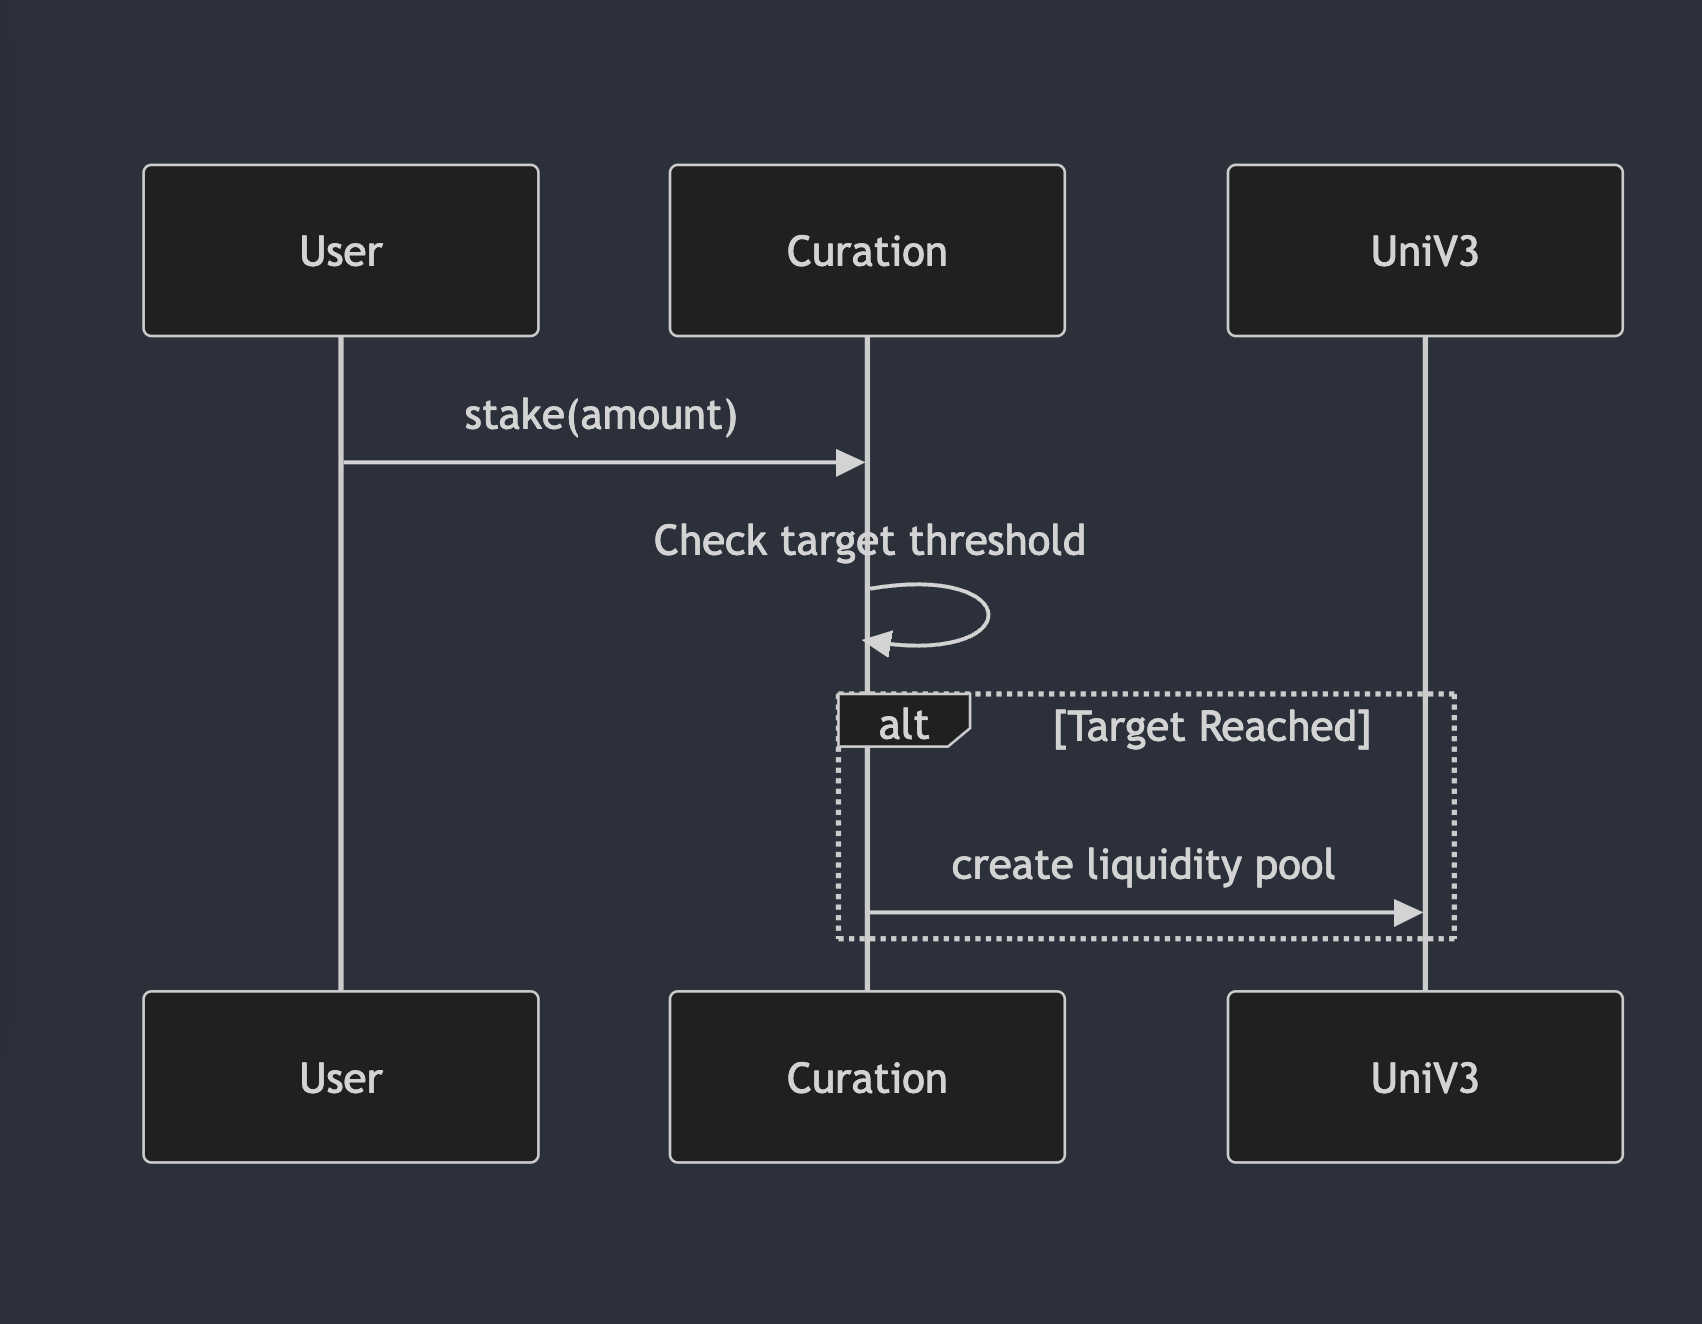 User
Curation
UniV3
stake(amount)
Check target threshold
alt
[Target Reached]
create liquidity pool
User
Curation
UniV3